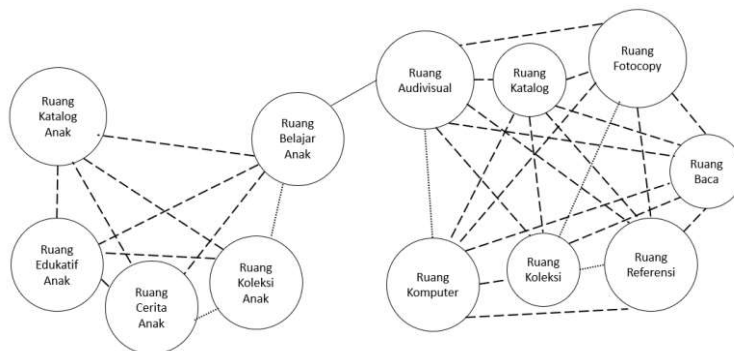 Ruang
Katalog
Anak
Ruang
Belajar
Anak
Ruang
Edukatif
Anak
Ruang
Cerita
Anak
Ruang
Koleksi
Anak
Ruang
Audivisual
Ruang
Katalog
Ruang
Fotocopy
Ruang
Baca
Ruang
Komputer
Ruang
Koleksi
Ruang
Referensi